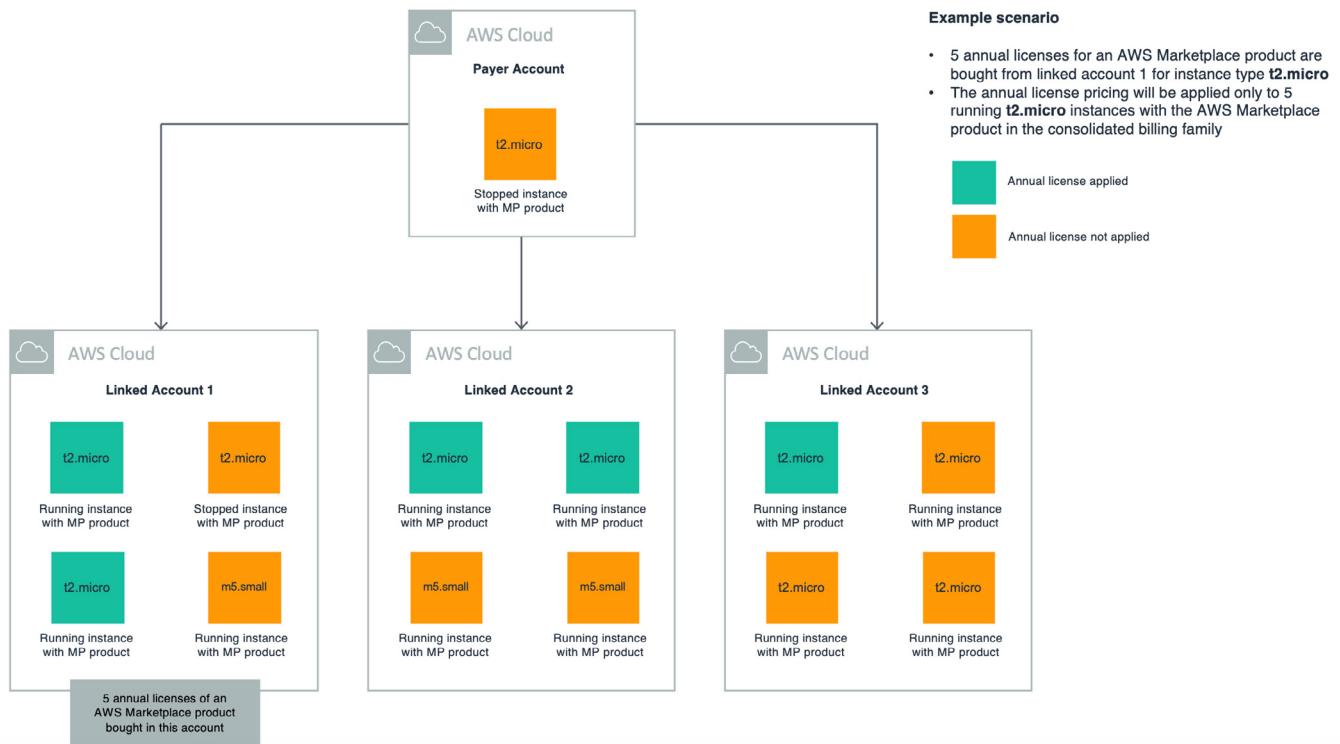 AWS Cloud
Payer Account
t2.micro
Stopped instance
with MP product
Example scenario
• 5 annual licenses for an AWS Marketplace product are
bought from linked account 1 for instance type t2.micro
• The annual license pricing will be applied only to 5
running t2.micro instances with the AWS Marketplace
product in the consolidated billing family
Annual license applied
Annual license not applied
AWS Cloud
Linked Account 1
t2.micro
Running instance
with MP product
t2.micro
Stopped instance
with MP product
t2.micro
Running instance
with MP product
m5.small
Running instance
with MP product
5 annual licenses of an
AWS Marketplace product
bought in this account
AWS Cloud
Linked Account 2
t2.micro
Running instance
with MP product
t2.micro
Running instance
with MP product
m5.small
Running instance
with MP product
m5.small
Running instance
with MP product
AWS Cloud
Linked Account 3
t2.micro
Running instance
with MP product
t2.micro
Running instance
with MP product
t2.micro
Running instance
with MP product
t2.micro
Running instance
with MP product